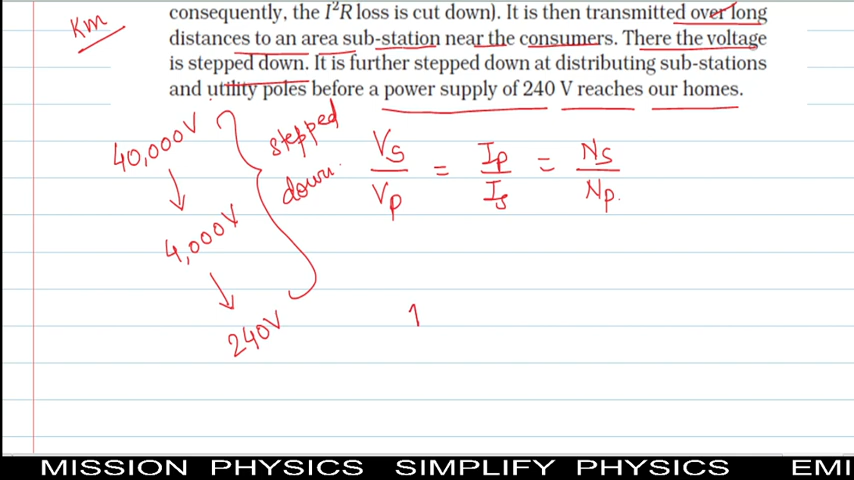 consequently, the I²R loss is cut down). It is then transmitted over long
distances to an area sub-station near the consumers. There the voltage
is stepped down. It is further stepped down at distributing sub-stations
and utility poles before a power supply of 240 V reaches our homes.
Km
40,000V
4,000V
240V
stepped
down.
Vs/Vp = Ip/Is = Ns/Np.
1
MISSION PHYSICS SIMPLIFY PHYSICS EMI